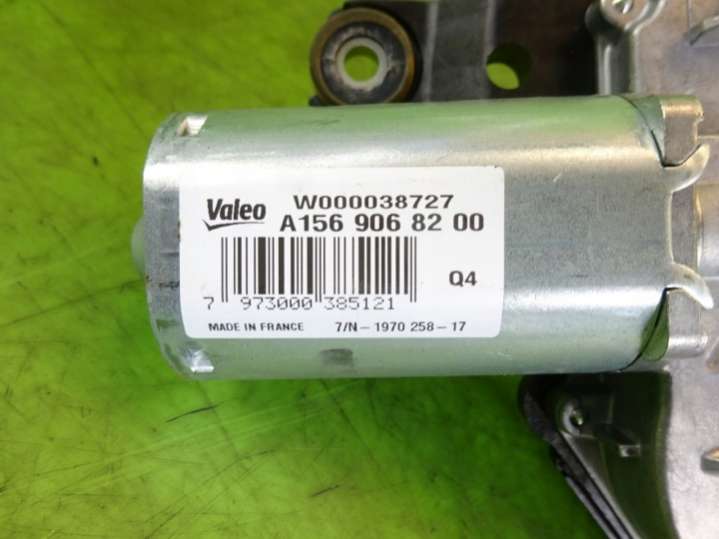 Valeo W000038727
A156 906 82 00
Q4
7 973000 385121
MADE IN FRANCE 7/N-1970 258-17